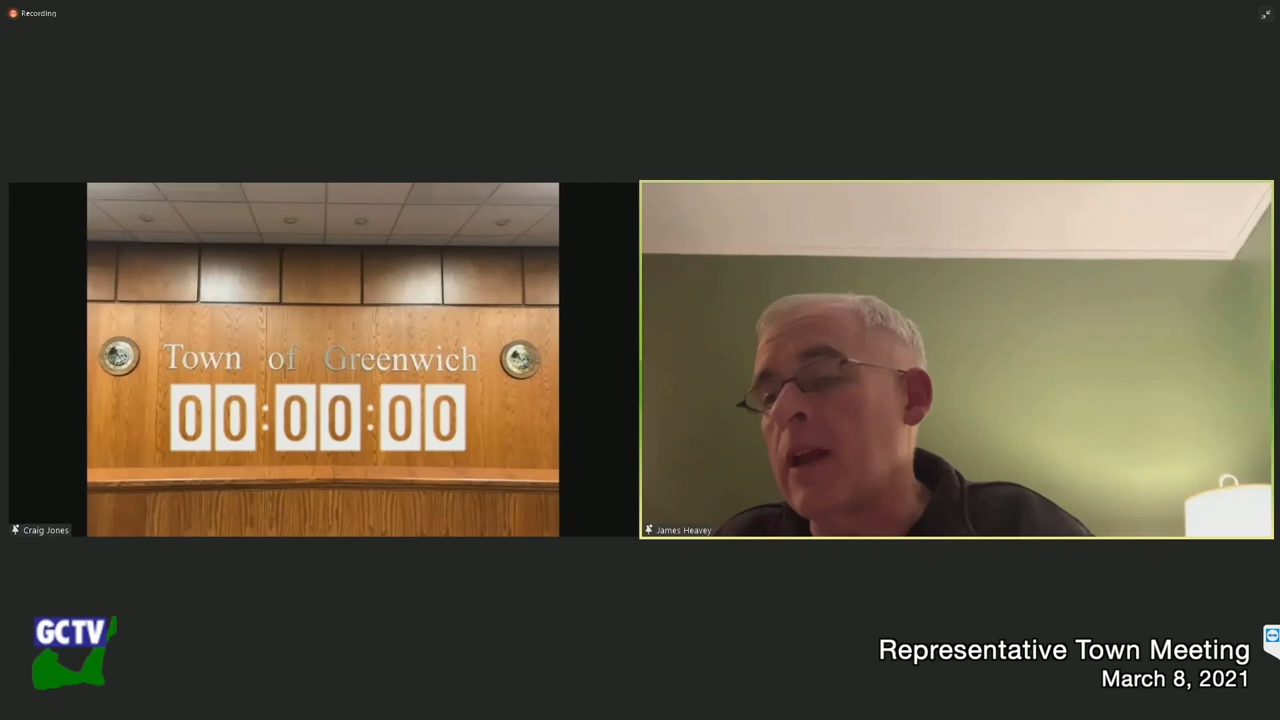 Recording
Town of Greenwich
00:00:00
Craig Jones
James Heavey
GCTV
Representative Town Meeting
March 8, 2021